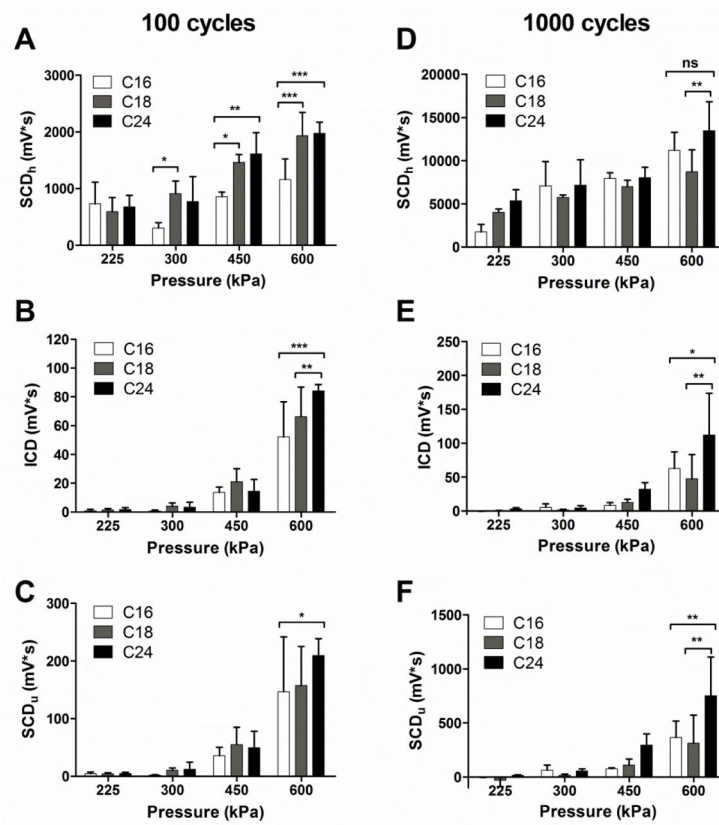 100 cycles
1000 cycles
A
C16
C18
C24
SCDh (mV*s)
3000
2000
1000
0
*
*
**
***
***
225 300 450 600
Pressure (kPa)
D
C16
C18
C24
SCDh (mV*s)
20000
15000
10000
5000
0
ns
**
225 300 450 600
Pressure (kPa)
B
C16
C18
C24
ICD (mV*s)
120
100
80
60
40
20
0
***
**
225 300 450 600
Pressure (kPa)
E
C16
C18
C24
ICD (mV*s)
250
200
150
100
50
0
*
**
225 300 450 600
Pressure (kPa)
C
C16
C18
C24
SCDu (mV*s)
300
200
100
0
*
225 300 450 600
Pressure (kPa)
F
C16
C18
C24
SCDu (mV*s)
1500
1000
500
0
**
**
225 300 450 600
Pressure (kPa)